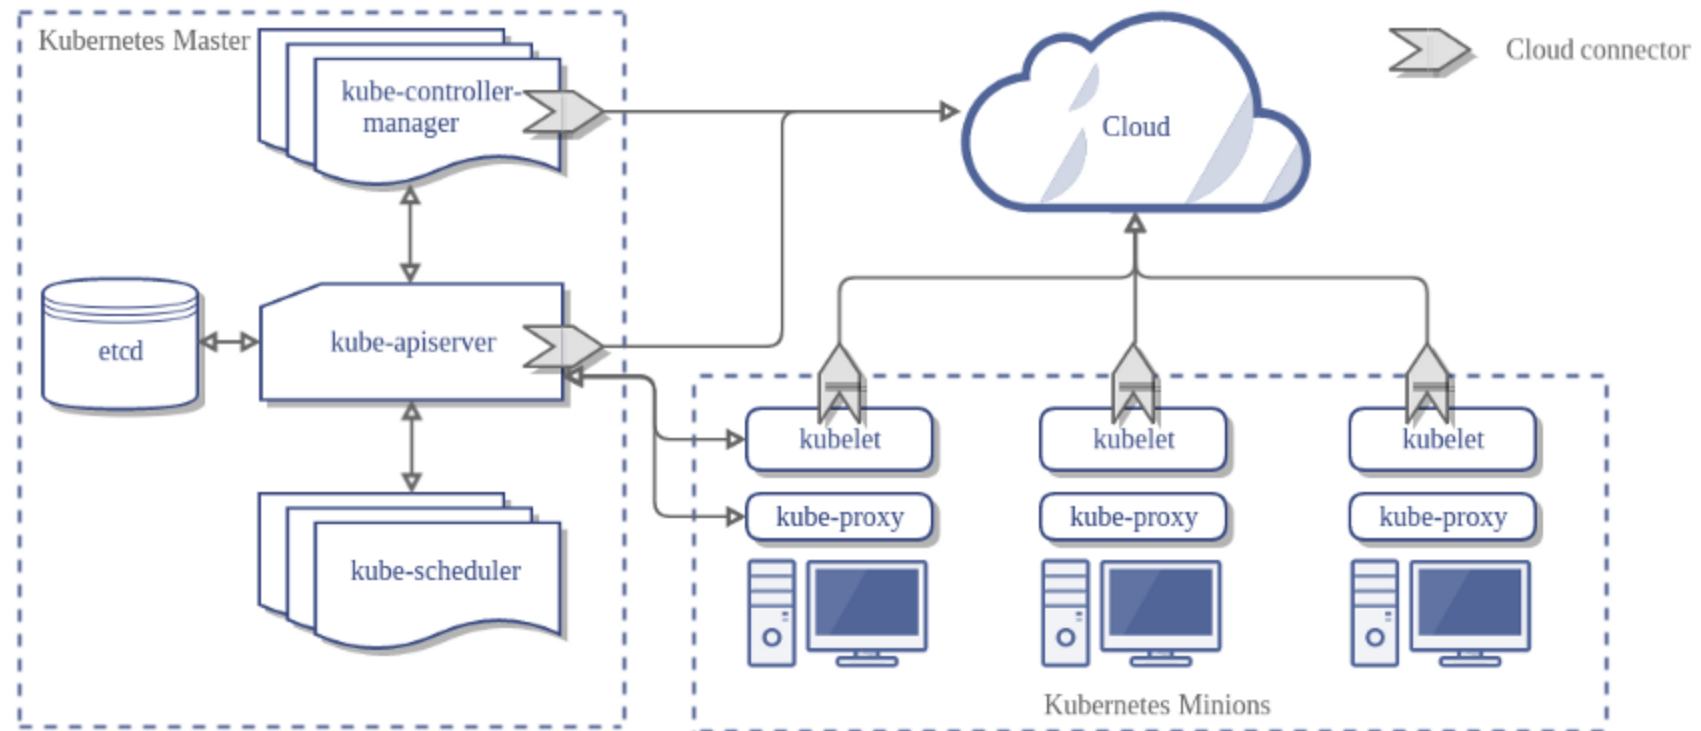 Kubernetes Master
kube-controller-
manager
Cloud
Cloud connector
etcd
kube-apiserver
kubelet
kubelet
kubelet
kube-proxy
kube-proxy
kube-proxy
kube-scheduler
Kubernetes Minions